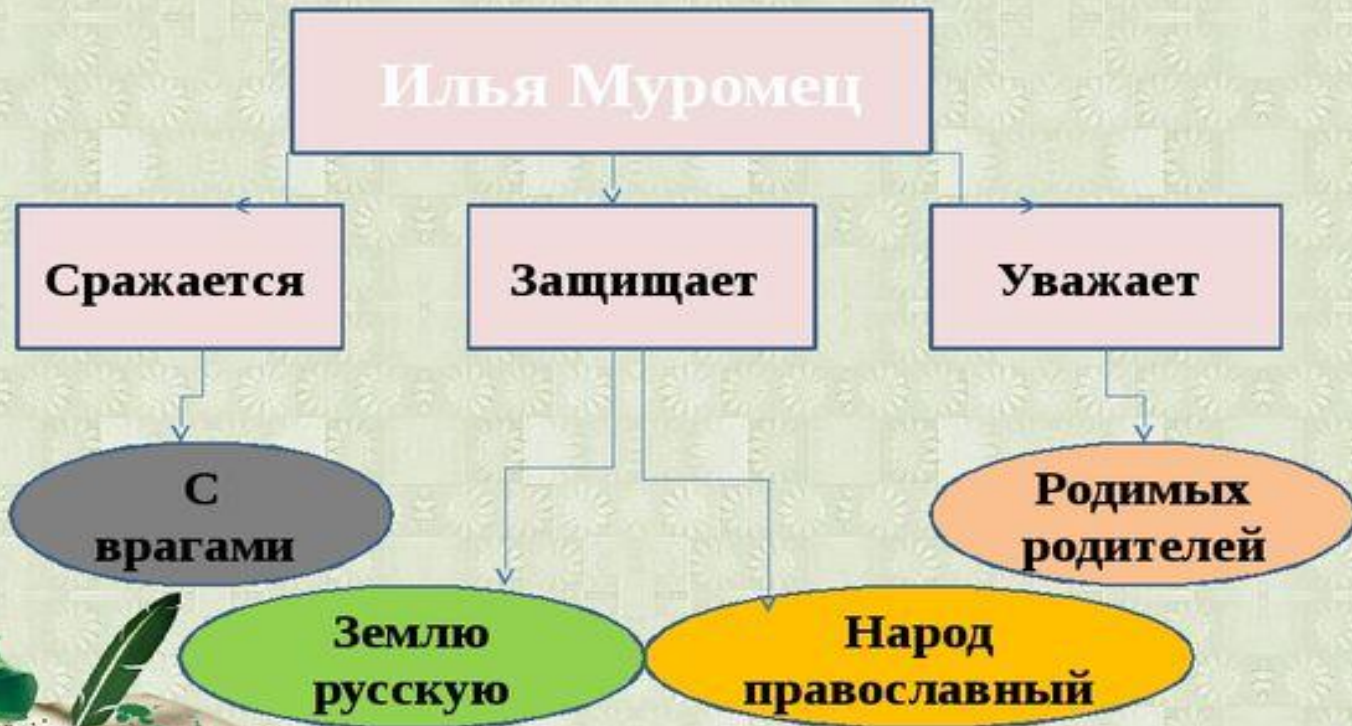 Илья Муромец
Сражается
Защищает
Уважает
С
врагами
Родимых
родителей
Землю
русскую
Народ
православный